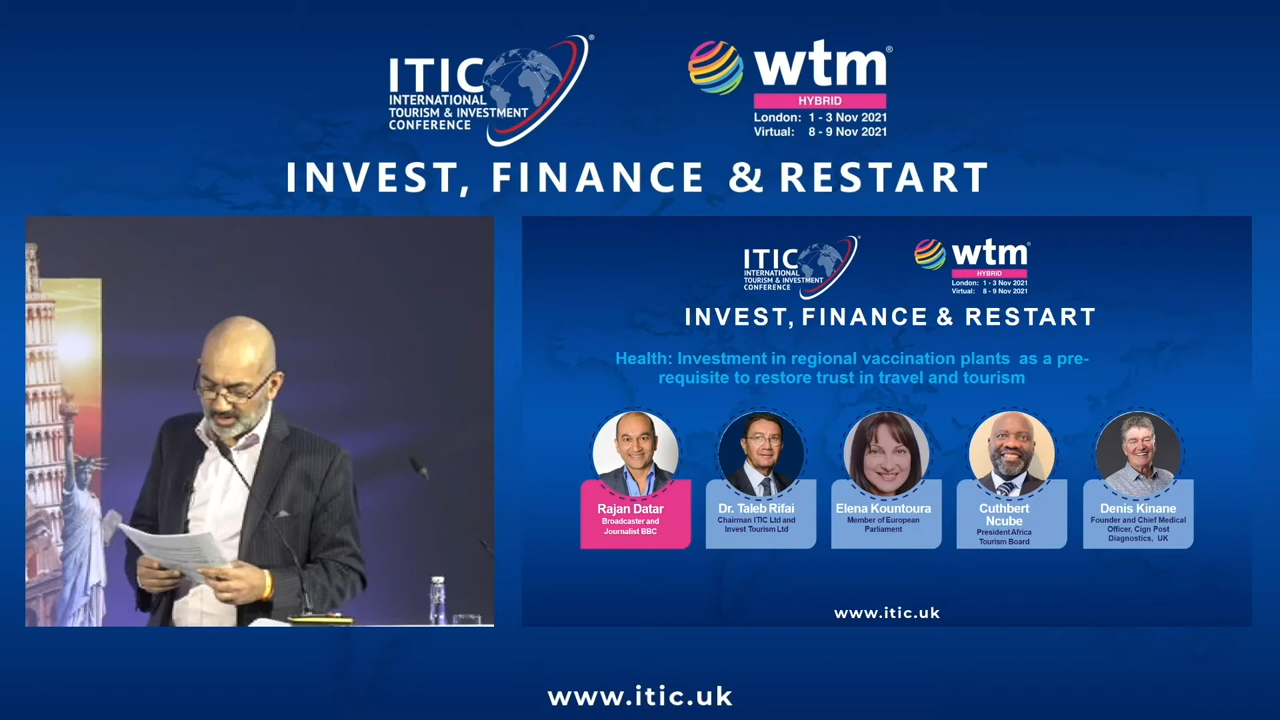 ITIC
INTERNATIONAL
TOURISM & INVESTMENT
CONFERENCE
®
wtm®
HYBRID
London: 1 - 3 Nov 2021
Virtual: 8 - 9 Nov 2021
INVEST, FINANCE & RESTART
ITIC
INTERNATIONAL
TOURISM & INVESTMENT
CONFERENCE
®
wtm®
HYBRID
London: 1 - 3 Nov 2021
Virtual: 8 - 9 Nov 2021
INVEST, FINANCE & RESTART
Health: Investment in regional vaccination plants as a pre-
requisite to restore trust in travel and tourism
Rajan Datar
Broadcaster and
Journalist BBC
Dr. Taleb Rifai
Chairman ITIC Ltd and
Invest Tourism Ltd
Elena Kountoura
Member of European
Parliament
Cuthbert
Ncube
President Africa
Tourism Board
Denis Kinane
Founder and Chief Medical
Officer, Cign Post
Diagnostics, UK
www.itic.uk
www.itic.uk